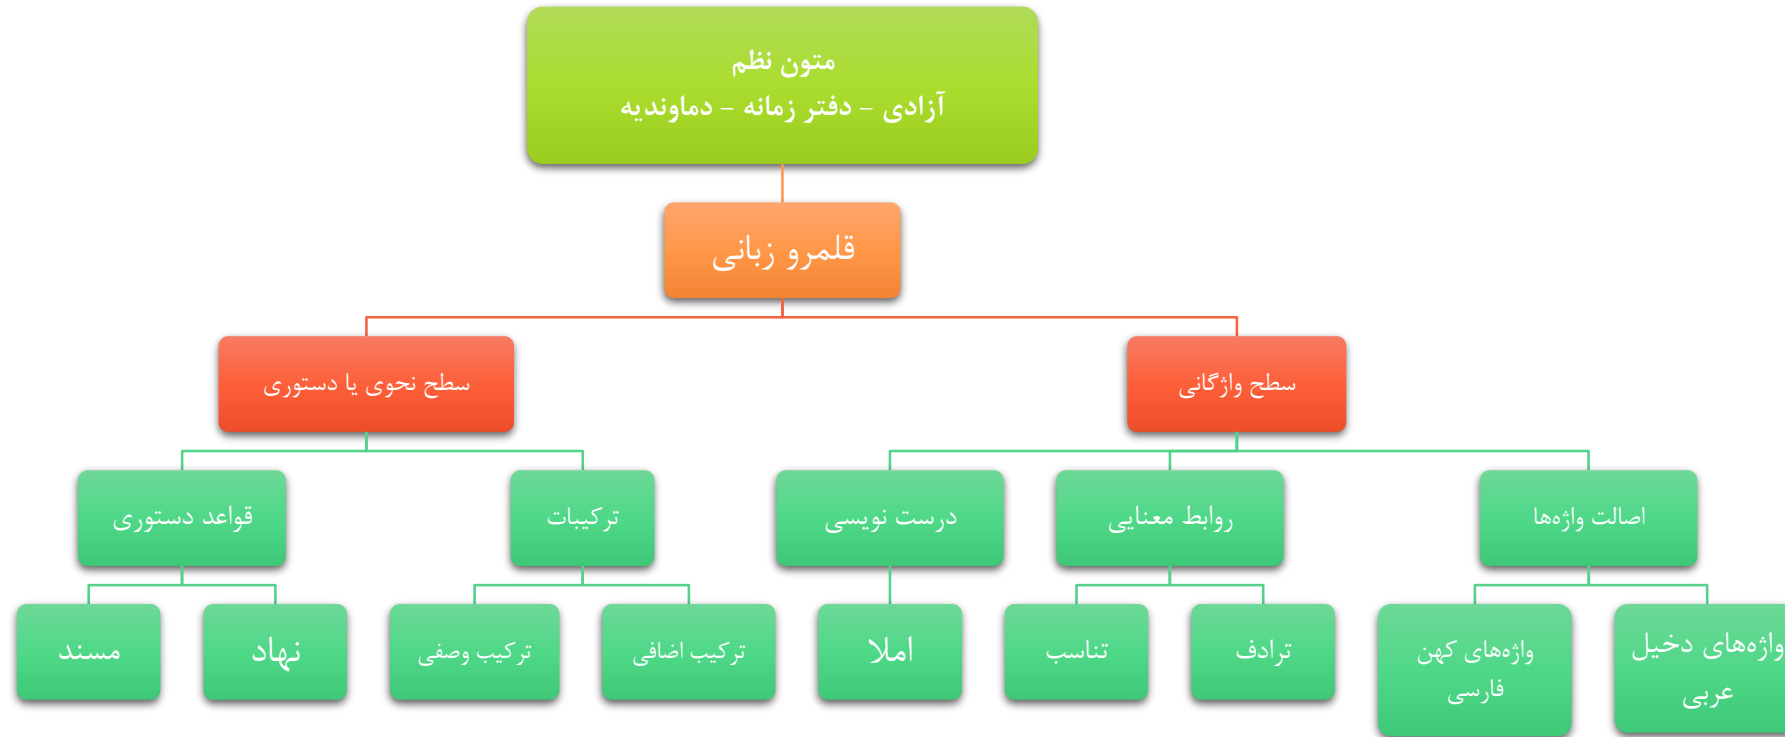 متون نظم
آزادی – دفتر زمانه – دماوندیه
قلمرو زبانی
سطح واژگانی
سطح نحوی یا دستوری
اصالت واژه‌ها
روابط معنایی
درست نویسی
ترکیبات
قواعد دستوری
واژه‌های دخیل
عربی
واژه‌های کهن
فارسی
ترادف
تناسب
املا
ترکیب اضافی
ترکیب وصفی
نهاد
مسند